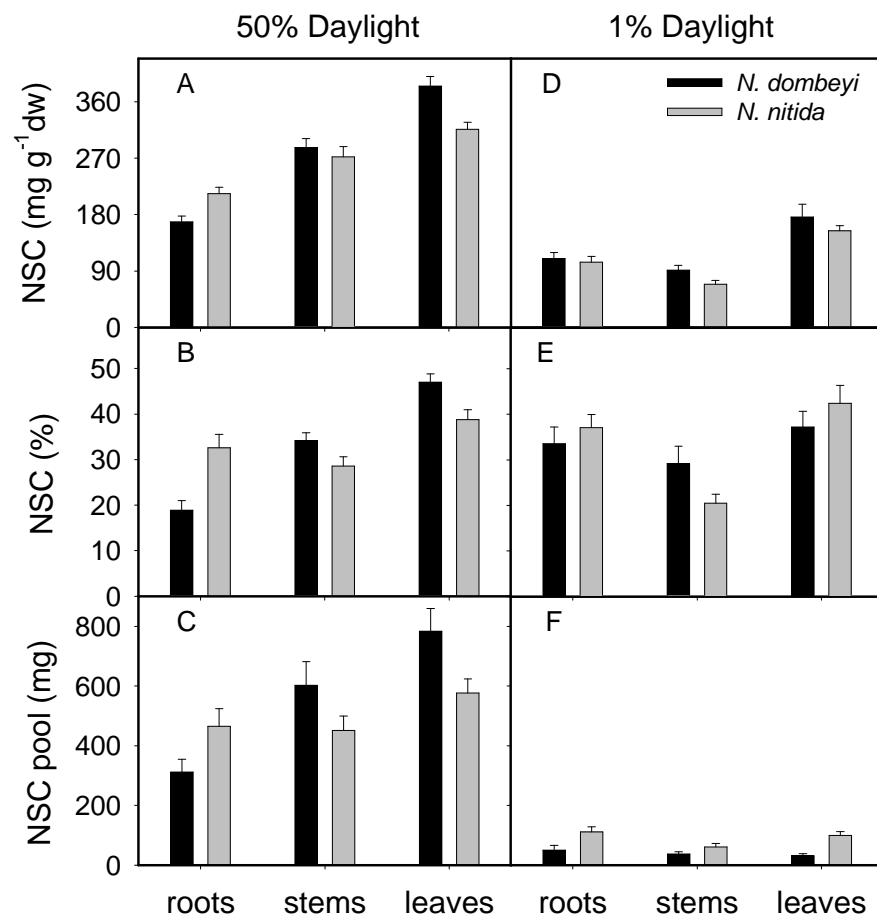 50% Daylight 1% Daylight
A
D
N. dombeyi
N. nitida
NSC (mg g⁻¹dw)
360
270
180
90
0
B
E
NSC (%)
50
40
30
20
10
0
C
F
NSC pool (mg)
800
600
400
200
0
roots stems leaves roots stems leaves